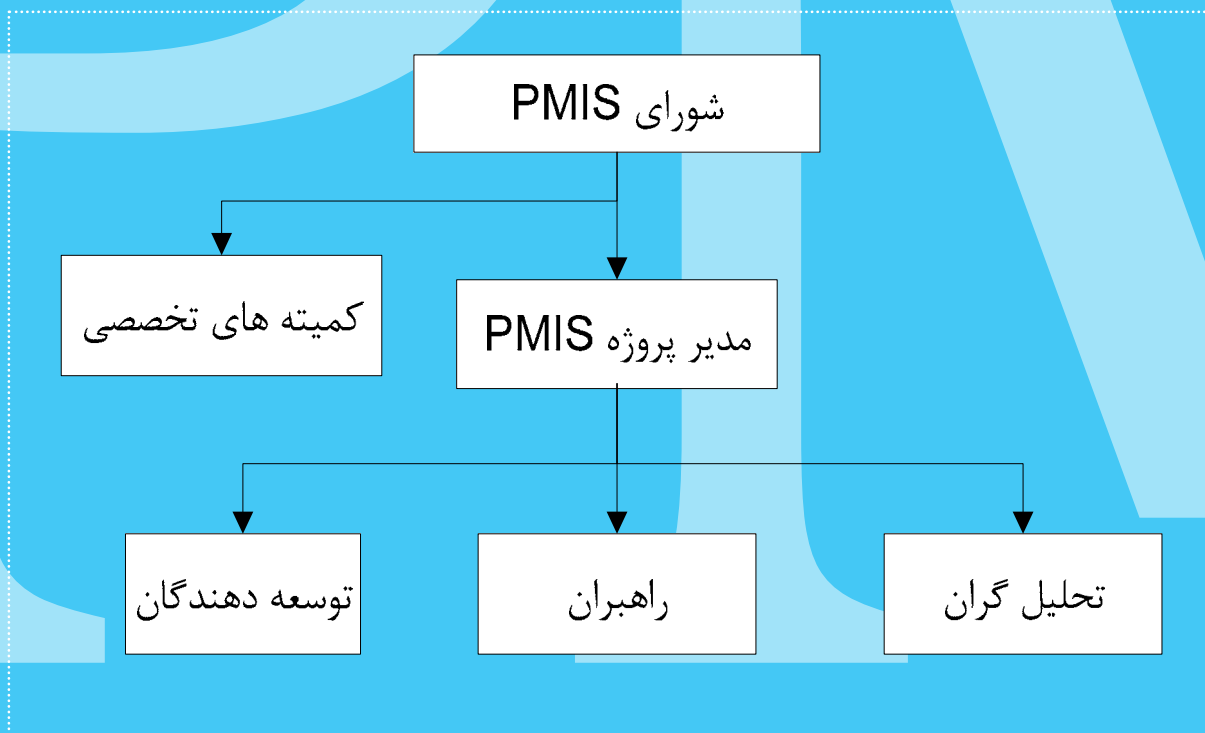 شورای PMIS
کمیته های تخصصی
مدیر پروژه PMIS
تحلیل گران
راهبران
توسعه دهندگان